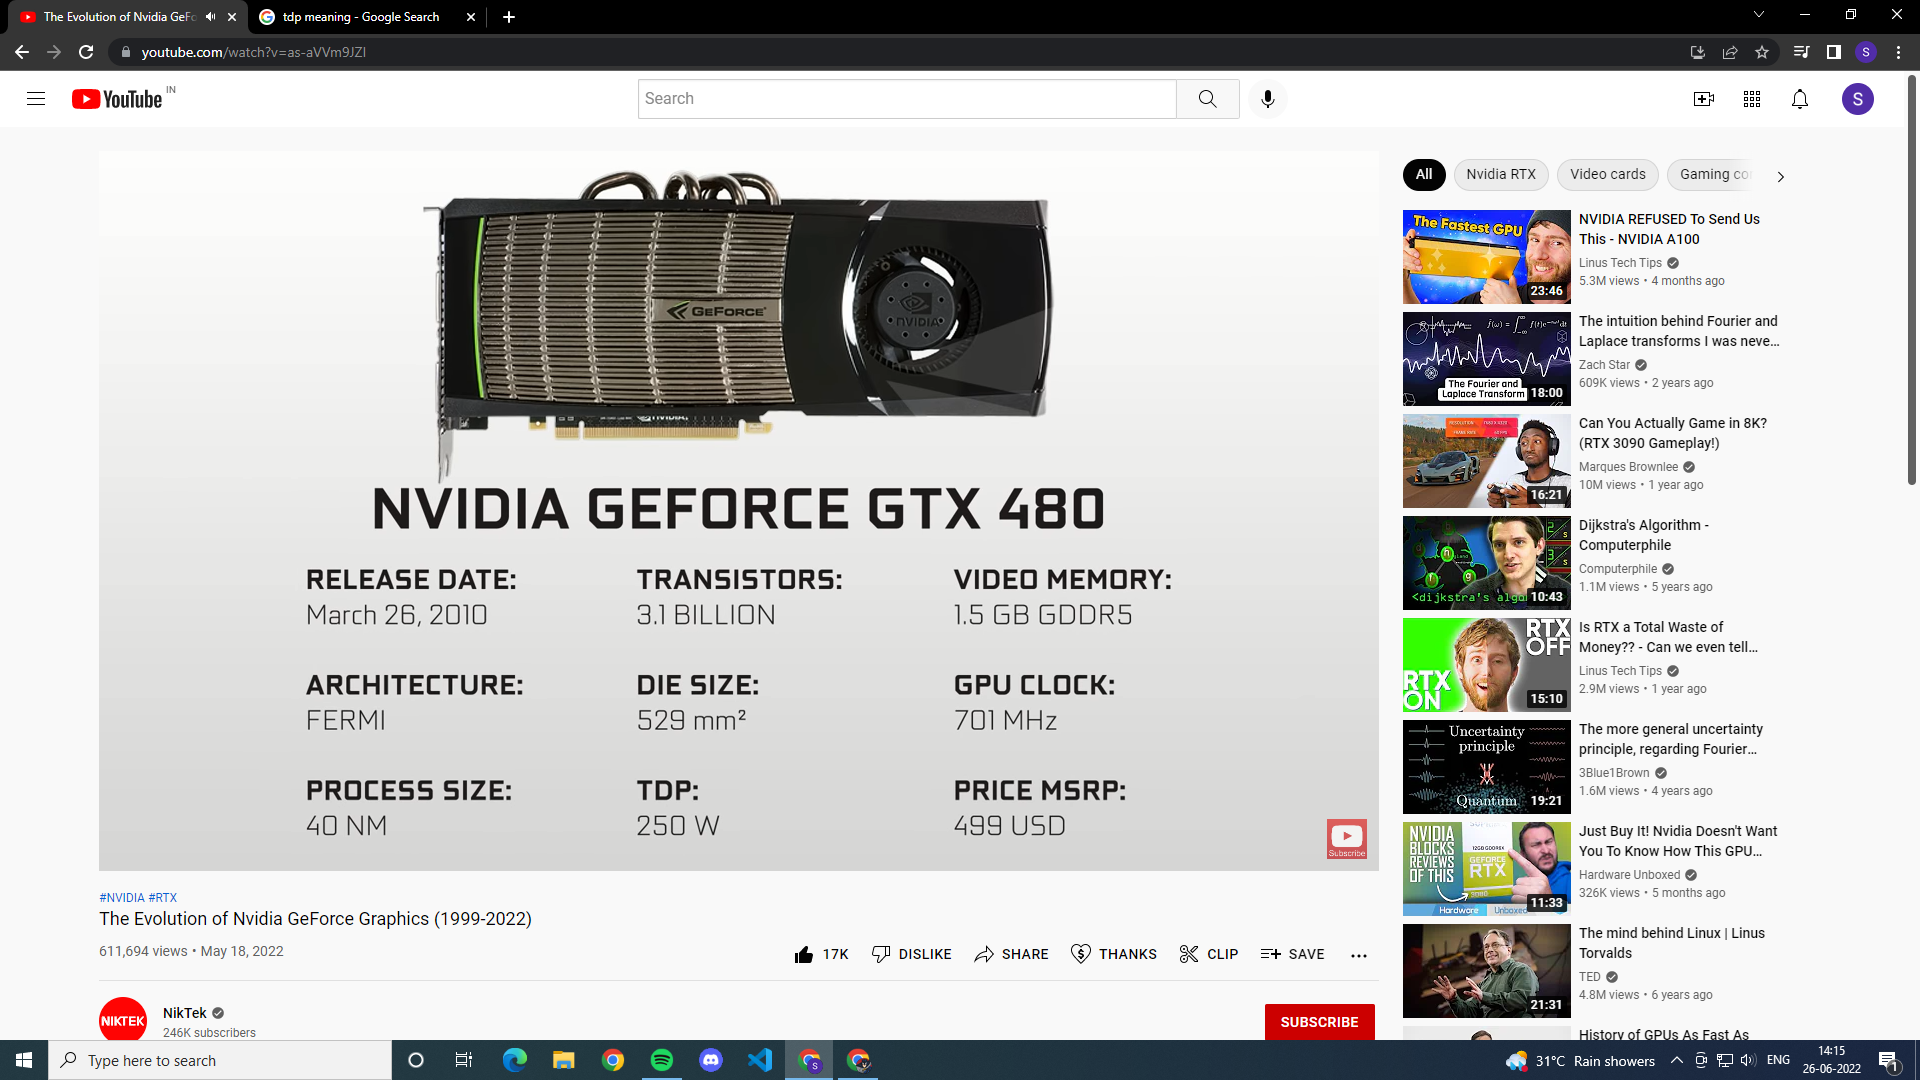 The Evolution of Nvidia GeFo
tdp meaning - Google Search
youtube.com/watch?v=as-aVVm9JZI
S
YouTube IN
Search
S
GEFORCE
NVIDIA
NVIDIA
NVIDIA GEFORCE GTX 480
RELEASE DATE:
March 26, 2010
TRANSISTORS:
3.1 BILLION
VIDEO MEMORY:
1.5 GB GDDR5
ARCHITECTURE:
FERMI
DIE SIZE:
529 mm²
GPU CLOCK:
701 MHz
PROCESS SIZE:
40 NM
TDP:
250 W
PRICE MSRP:
499 USD
Subscribe
#NVIDIA #RTX
The Evolution of Nvidia GeForce Graphics (1999-2022)
611,694 views • May 18, 2022
17K DISLIKE SHARE THANKS CLIP SAVE
NIKTEK
NikTek
246K subscribers
SUBSCRIBE
All Nvidia RTX Video cards Gaming co
The Fastest GPU
23:46
NVIDIA REFUSED To Send Us
This - NVIDIA A100
Linus Tech Tips
5.3M views • 4 months ago
The Fourier and
Laplace Transform
18:00
The intuition behind Fourier and
Laplace transforms I was neve...
Zach Star
609K views • 2 years ago
16:21
Can You Actually Game in 8K?
(RTX 3090 Gameplay!)
Marques Brownlee
10M views • 1 year ago
<dijkstra's algo
10:43
Dijkstra's Algorithm -
Computerphile
Computerphile
1.1M views • 5 years ago
RTX
OFF
RTX
ON
15:10
Is RTX a Total Waste of
Money?? - Can we even tell...
Linus Tech Tips
2.9M views • 1 year ago
Uncertainty
principle
Quantum
19:21
The more general uncertainty
principle, regarding Fourier...
3Blue1Brown
1.6M views • 4 years ago
NVIDIA
BLOCKS
REVIEWS
OF THIS
GEFORCE
RTX
Hardware Unboxed
11:33
Just Buy It! Nvidia Doesn't Want
You To Know How This GPU...
Hardware Unboxed
326K views • 5 months ago
21:31
The mind behind Linux | Linus
Torvalds
TED
4.8M views • 6 years ago
History of GPUs As Fast As
Type here to search
31°C Rain showers
ENG
14:15
26-06-2022
1